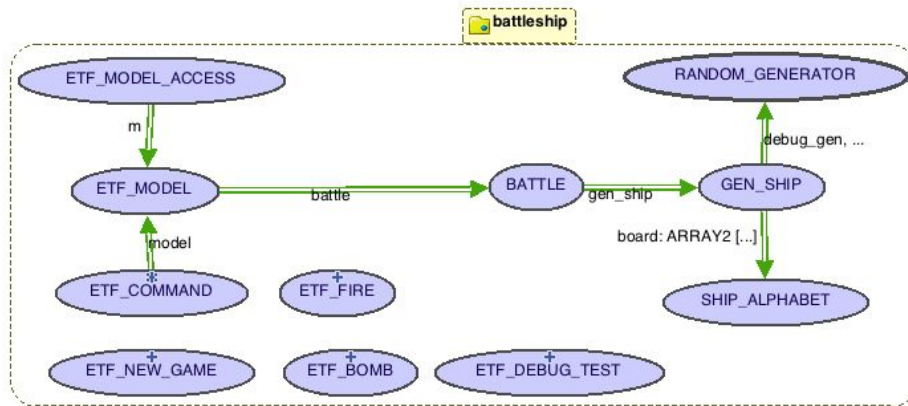 battleship
ETF_MODEL_ACCESS
RANDOM_GENERATOR
m
debug_gen, ...
ETF_MODEL
battle
BATTLE
gen_ship
GEN_SHIP
model
board: ARRAY2 [...]
*
+
ETF_COMMAND
ETF_FIRE
SHIP_ALPHABET
+
+
+
ETF_NEW_GAME
ETF_BOMB
ETF_DEBUG_TEST